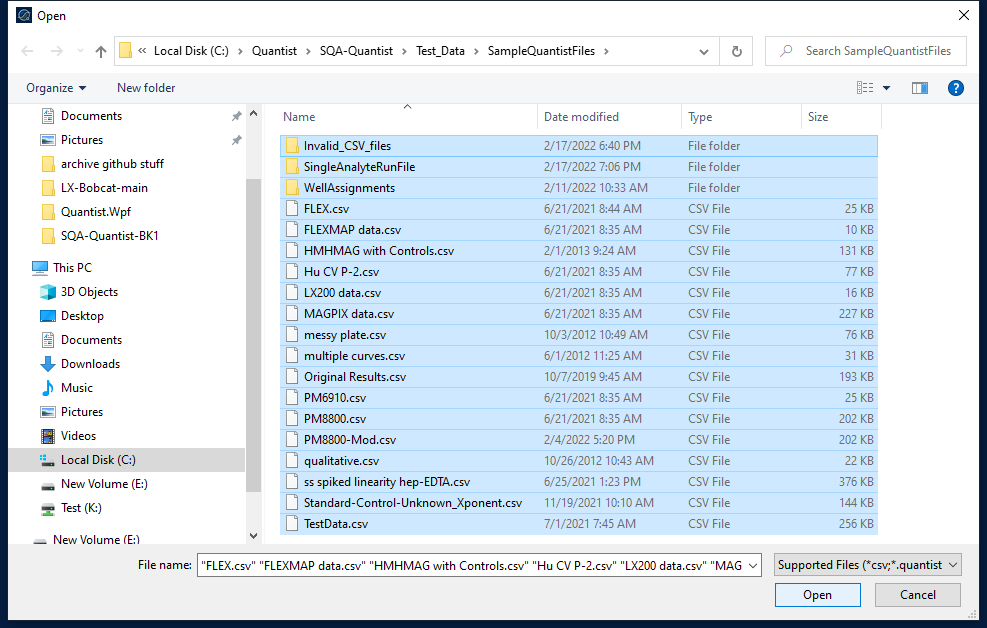 Open
« Local Disk (C:) › Quantist › SQA-Quantist › Test_Data › SampleQuantistFiles ›
Search SampleQuantistFiles
Organize New folder
Documents
Pictures
archive github stuff
LX-Bobcat-main
Quantist.Wpf
SQA-Quantist-BK1
This PC
3D Objects
Desktop
Documents
Downloads
Music
Pictures
Videos
Local Disk (C:)
New Volume (E:)
Test (K:)
New Volume (E:)
Name Date modified Type Size
Invalid_CSV_files 2/17/2022 6:40 PM File folder
SingleAnalyteRunFile 2/17/2022 7:06 PM File folder
WellAssignments 2/11/2022 10:33 AM File folder
FLEX.csv 6/21/2021 8:44 AM CSV File 25 KB
FLEXMAP data.csv 6/21/2021 8:35 AM CSV File 10 KB
HMHMAG with Controls.csv 2/1/2013 9:24 AM CSV File 131 KB
Hu CV P-2.csv 6/21/2021 8:35 AM CSV File 77 KB
LX200 data.csv 6/21/2021 8:35 AM CSV File 16 KB
MAGPIX data.csv 6/21/2021 8:35 AM CSV File 227 KB
messy plate.csv 10/3/2012 10:49 AM CSV File 76 KB
multiple curves.csv 6/1/2012 11:25 AM CSV File 31 KB
Original Results.csv 10/7/2019 9:45 AM CSV File 193 KB
PM6910.csv 6/21/2021 8:35 AM CSV File 25 KB
PM8800.csv 6/21/2021 8:35 AM CSV File 202 KB
PM8800-Mod.csv 2/4/2022 5:20 PM CSV File 202 KB
qualitative.csv 10/26/2012 10:43 AM CSV File 22 KB
ss spiked linearity hep-EDTA.csv 6/25/2021 1:23 PM CSV File 376 KB
Standard-Control-Unknown_Xponent.csv 11/19/2021 10:10 AM CSV File 144 KB
TestData.csv 7/1/2021 7:45 AM CSV File 256 KB
File name: "FLEX.csv" "FLEXMAP data.csv" "HMHMAG with Controls.csv" "Hu CV P-2.csv" "LX200 data.csv" "MAG
Supported Files (*csv;*.quantist
Open Cancel